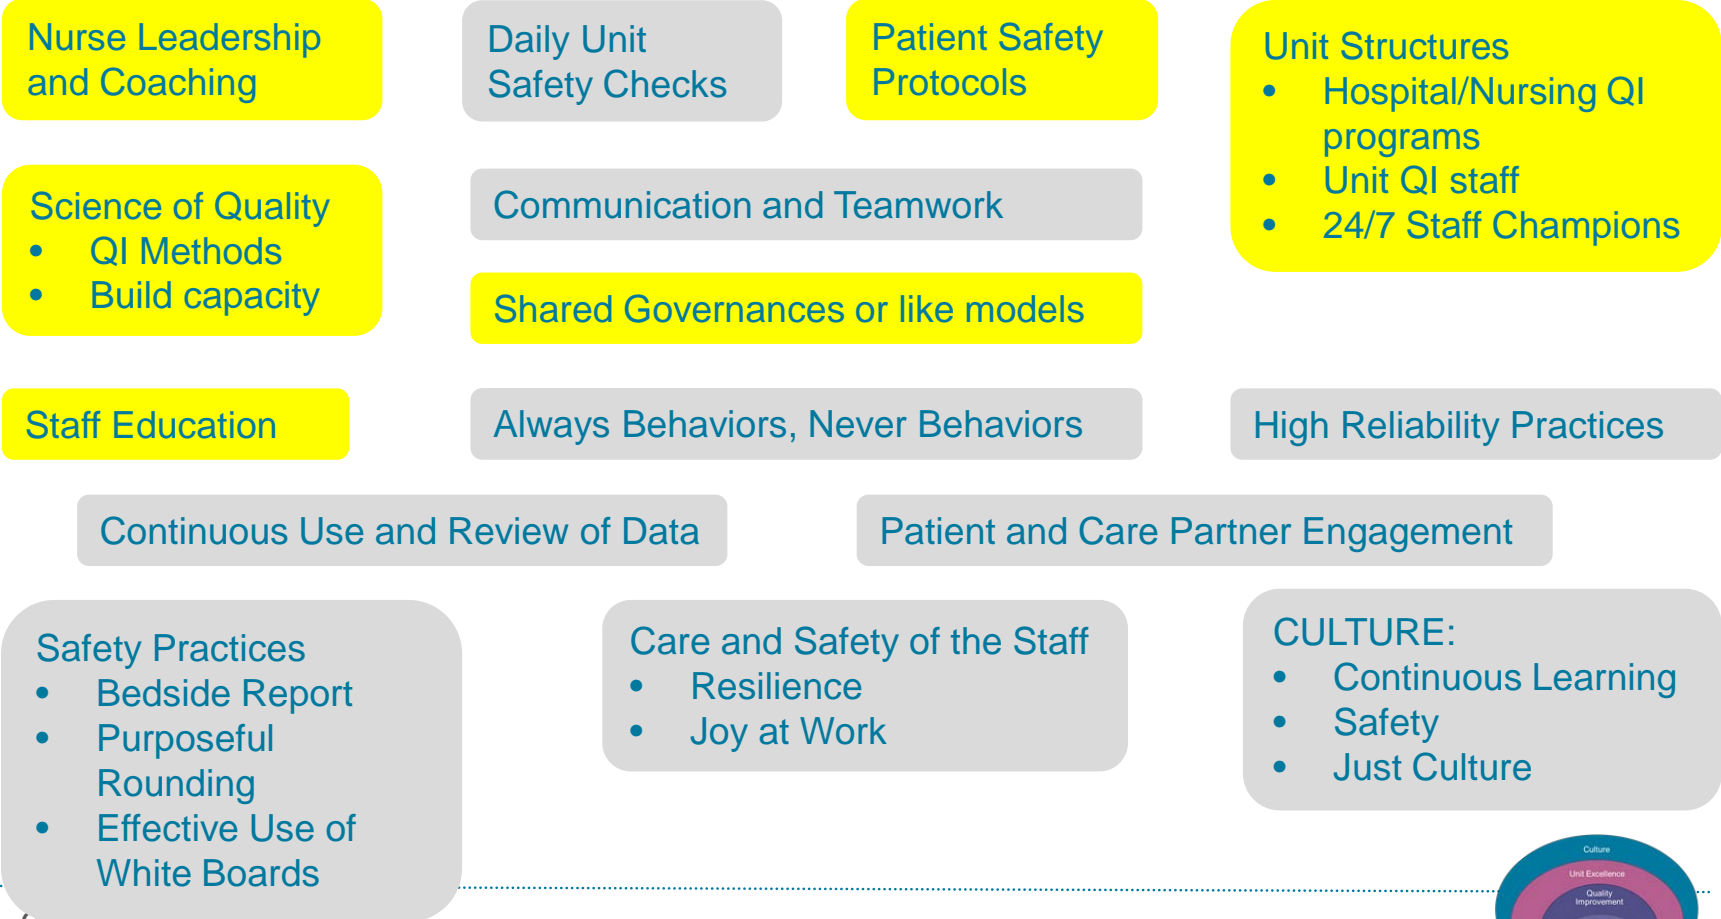 Nurse Leadership
and Coaching
Daily Unit
Safety Checks
Patient Safety
Protocols
Unit Structures
• Hospital/Nursing QI
programs
• Unit QI staff
• 24/7 Staff Champions
Science of Quality
• QI Methods
• Build capacity
Communication and Teamwork
Shared Governances or like models
Staff Education
Always Behaviors, Never Behaviors
High Reliability Practices
Continuous Use and Review of Data
Patient and Care Partner Engagement
Safety Practices
• Bedside Report
• Purposeful
Rounding
• Effective Use of
White Boards
Care and Safety of the Staff
• Resilience
• Joy at Work
CULTURE:
• Continuous Learning
• Safety
• Just Culture
Culture
Unit Excellence
Quality
Improvement